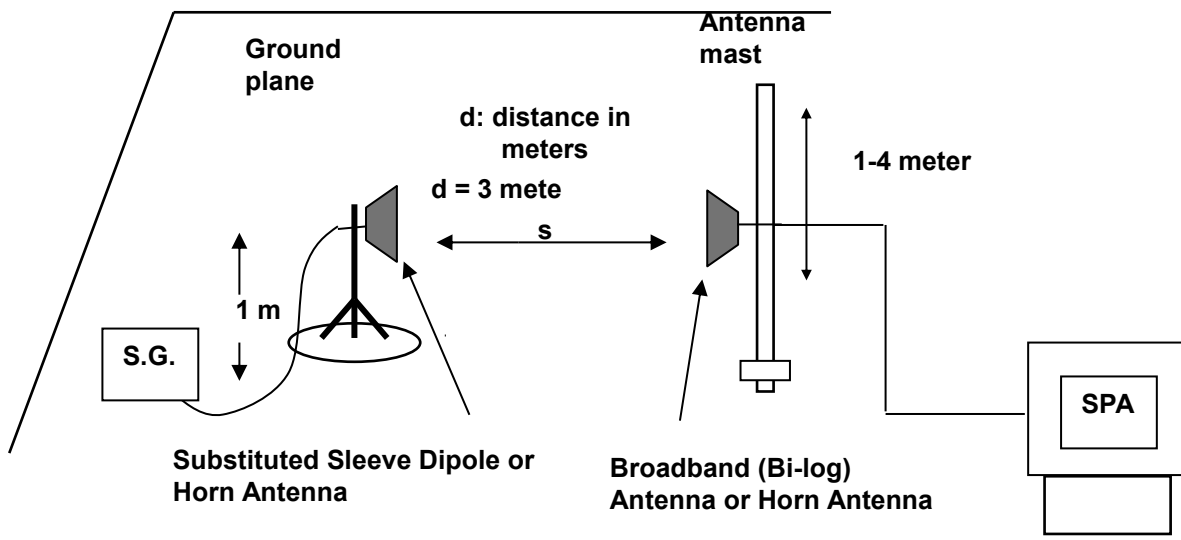 Ground
plane
Antenna
mast
d: distance in
meters
d = 3 mete
s
1-4 meter
1 m
S.G.
SPA
Substituted Sleeve Dipole or
Horn Antenna
Broadband (Bi-log)
Antenna or Horn Antenna